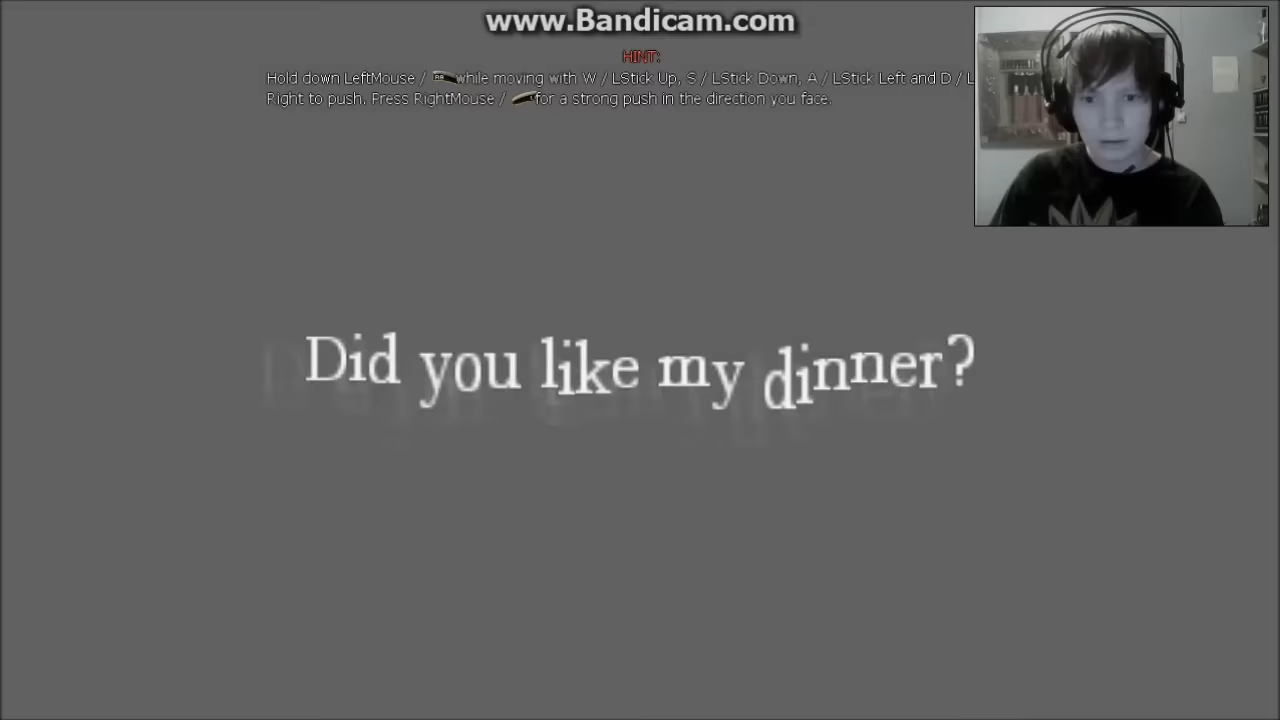 www.Bandicam.com
HINT:
Hold down LeftMouse / while moving with W / LStick Up, S / LStick Down, A / LStick Left and D / L
Right to push. Press RightMouse / for a strong push in the direction you face.
Did you like my dinner?